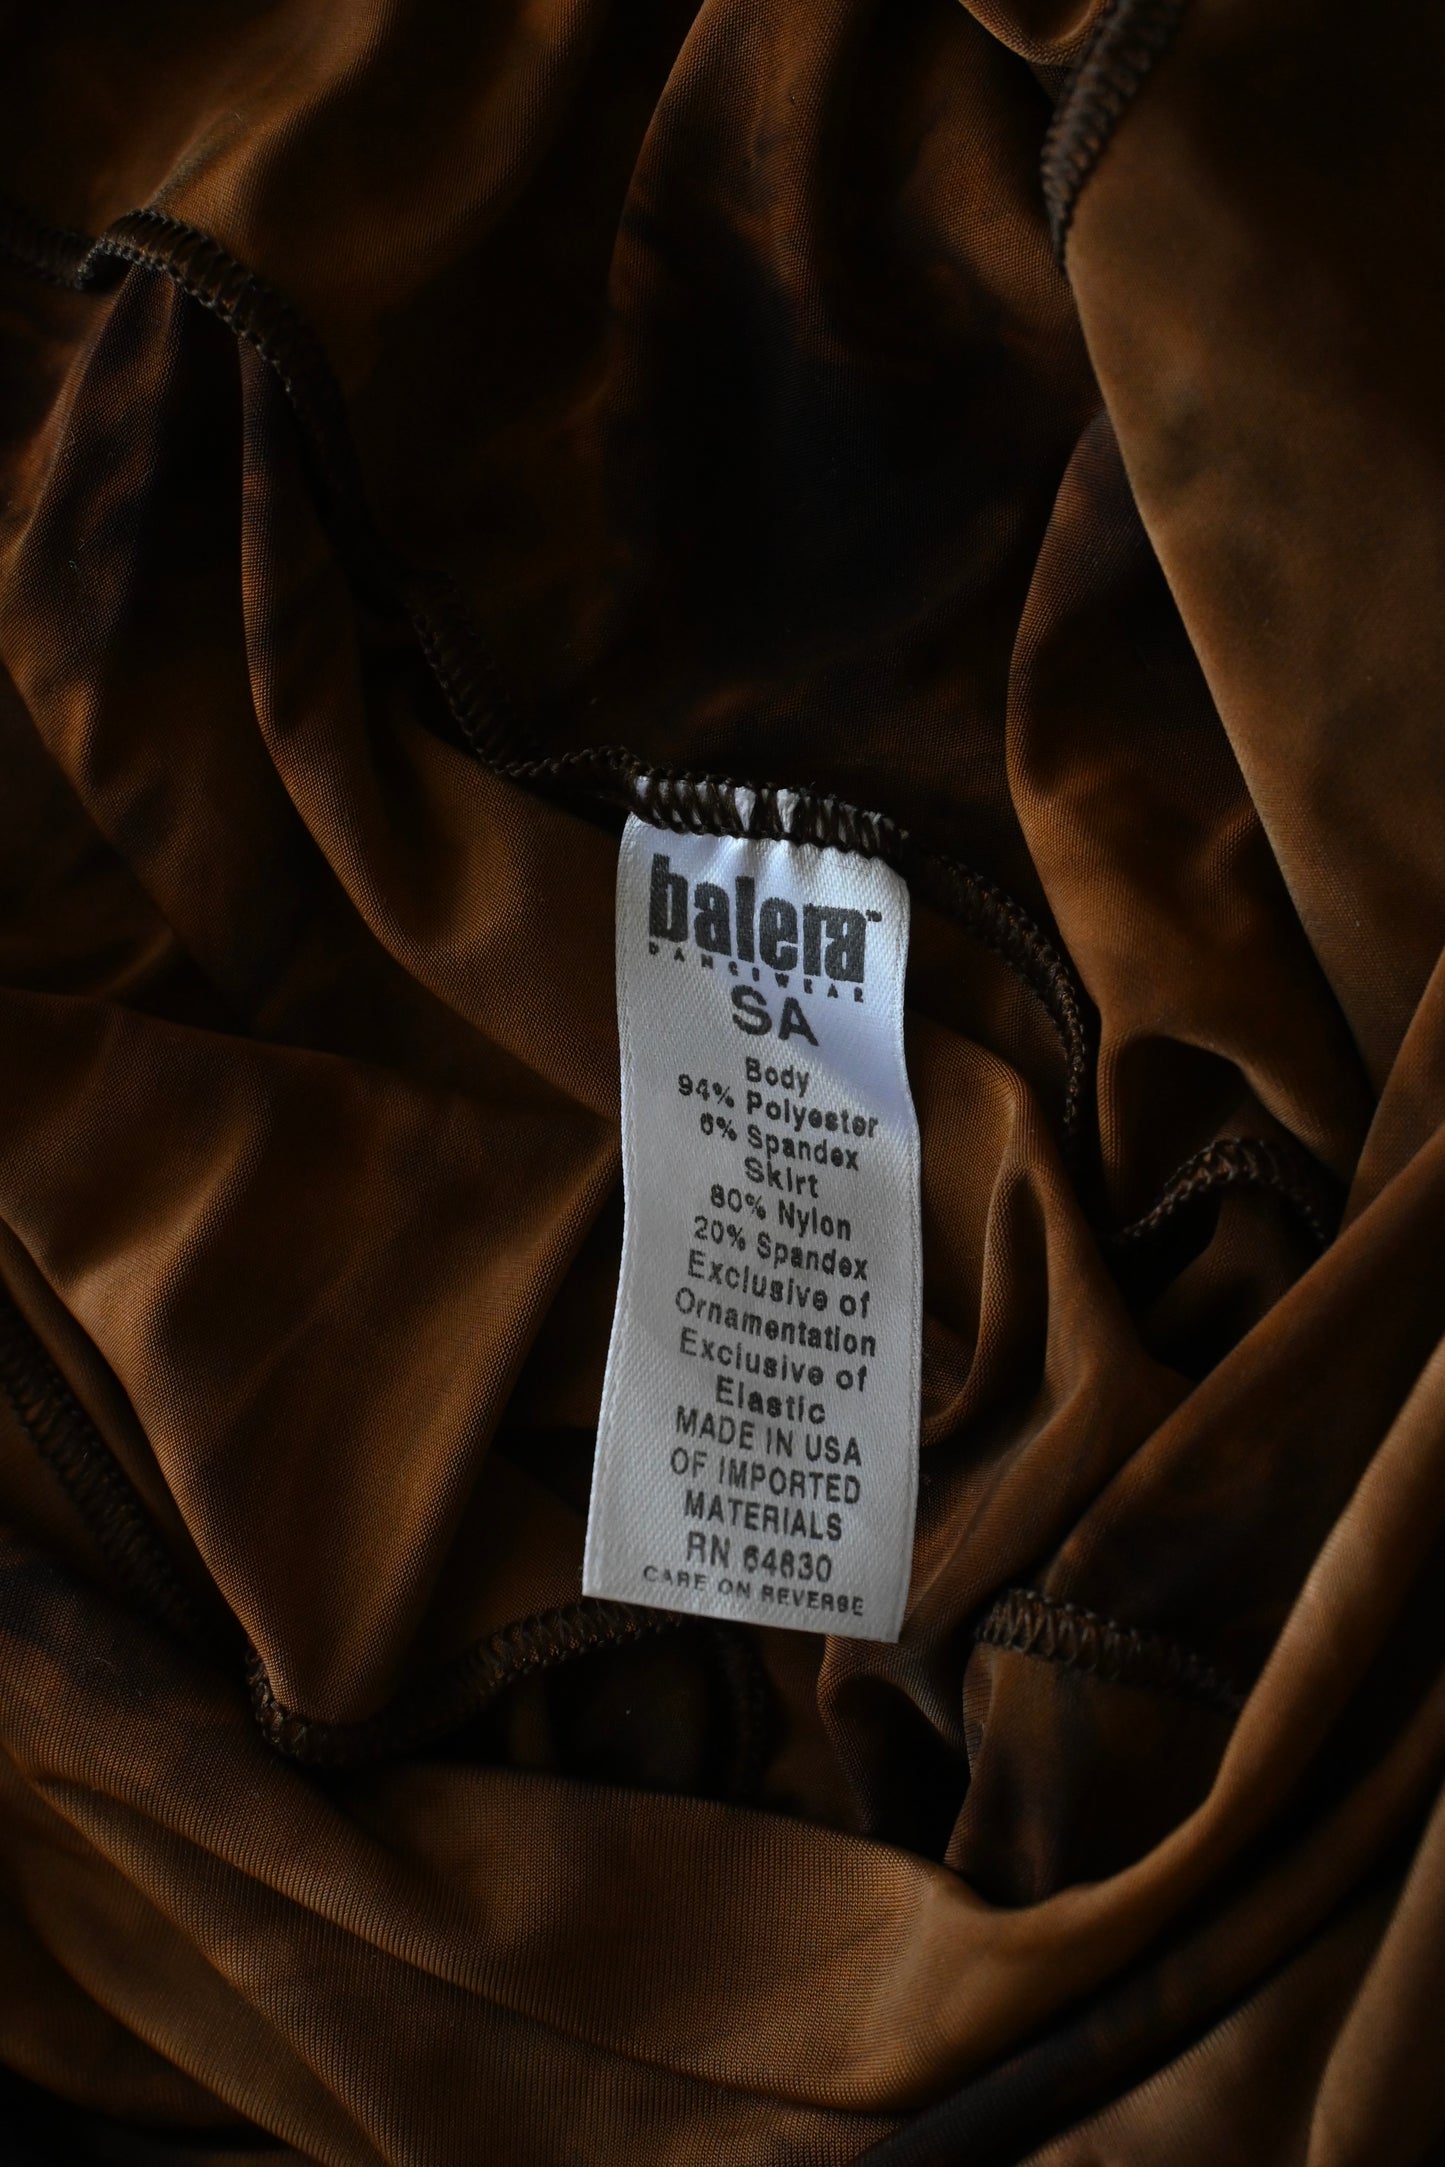 balera™
DANCEWEAR
SA
Body
94% Polyester
6% Spandex
Skirt
80% Nylon
20% Spandex
Exclusive of
Ornamentation
Exclusive of
Elastic
MADE IN USA
OF IMPORTED
MATERIALS
RN 64630
CARE ON REVERSE